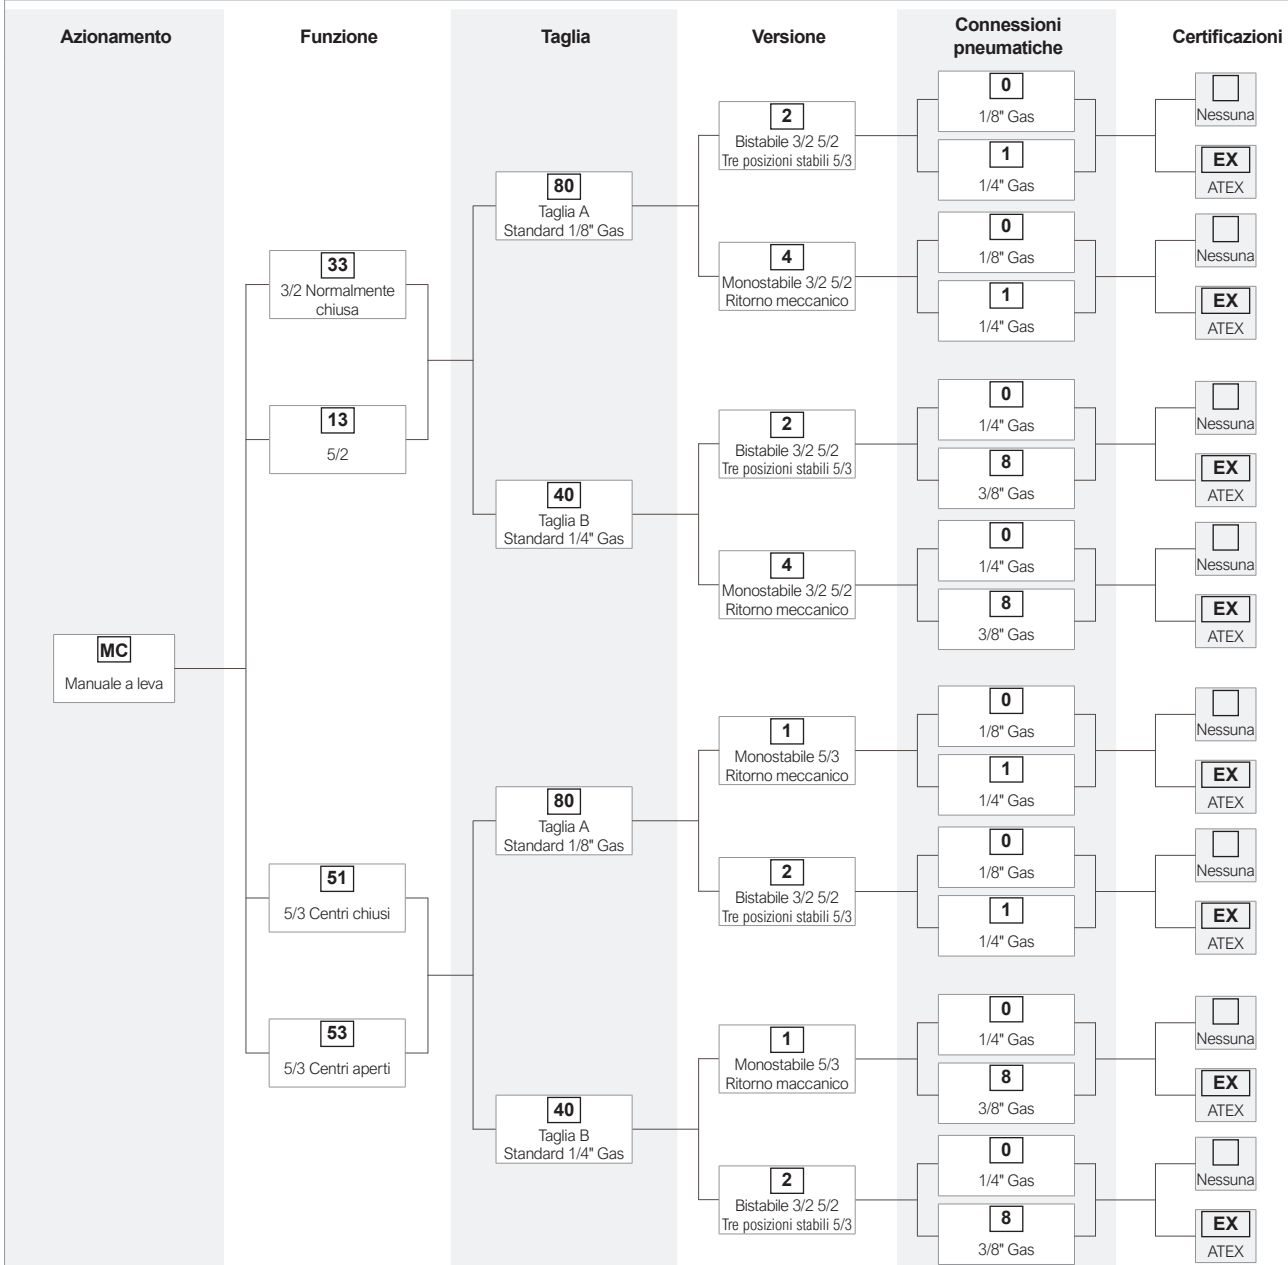 Azionamento
Funzione
Taglia
Versione
Connessioni
pneumatiche
Certificazioni
MC
Manuale a leva
33
3/2 Normalmente
chiusa
13
5/2
51
5/3 Centri chiusi
53
5/3 Centri aperti
80
Taglia A
Standard 1/8" Gas
40
Taglia B
Standard 1/4" Gas
80
Taglia A
Standard 1/8" Gas
40
Taglia B
Standard 1/4" Gas
2
Bistabile 3/2 5/2
Tre posizioni stabili 5/3
4
Monostabile 3/2 5/2
Ritorno meccanico
2
Bistabile 3/2 5/2
Tre posizioni stabili 5/3
4
Monostabile 3/2 5/2
Ritorno meccanico
1
Monostabile 5/3
Ritorno meccanico
2
Bistabile 3/2 5/2
Tre posizioni stabili 5/3
1
Monostabile 5/3
Ritorno maccanico
2
Bistabile 3/2 5/2
Tre posizioni stabili 5/3
0
1/8" Gas
1
1/4" Gas
0
1/8" Gas
1
1/4" Gas
0
1/4" Gas
8
3/8" Gas
0
1/4" Gas
8
3/8" Gas
0
1/8" Gas
1
1/4" Gas
0
1/8" Gas
1
1/4" Gas
0
1/4" Gas
8
3/8" Gas
0
1/4" Gas
8
3/8" Gas
Nessuna
EX
ATEX
Nessuna
EX
ATEX
Nessuna
EX
ATEX
Nessuna
EX
ATEX
Nessuna
EX
ATEX
Nessuna
EX
ATEX
Nessuna
EX
ATEX
Nessuna
EX
ATEX